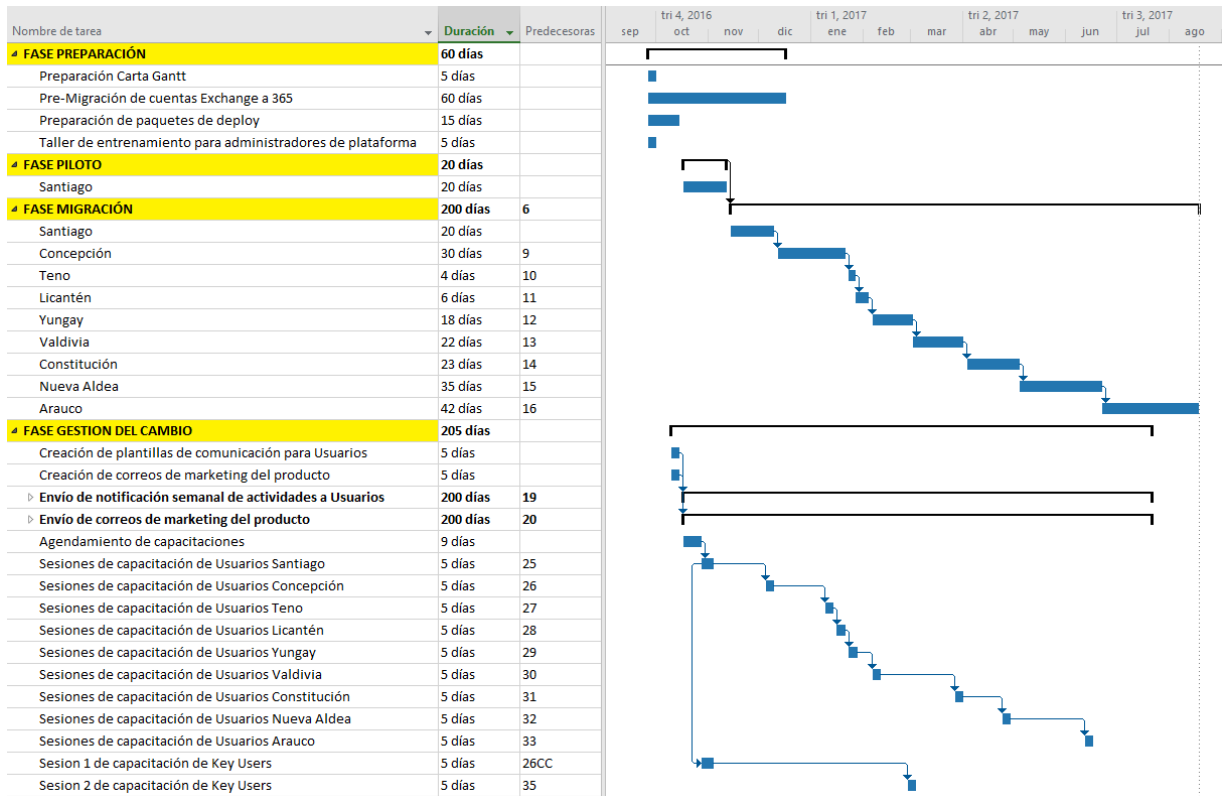 tri 4, 2016 tri 1, 2017 tri 2, 2017 tri 3, 2017
Nombre de tarea Duración Predecesoras sep oct nov dic ene feb mar abr may jun jul ago
FASE PREPARACIÓN 60 días
Preparación Carta Gantt 5 días
Pre-Migración de cuentas Exchange a 365 60 días
Preparación de paquetes de deploy 15 días
Taller de entrenamiento para administradores de plataforma 5 días
FASE PILOTO 20 días
Santiago 20 días
FASE MIGRACIÓN 200 días 6
Santiago 20 días
Concepción 30 días 9
Teno 4 días 10
Licantén 6 días 11
Yungay 18 días 12
Valdivia 22 días 13
Constitución 23 días 14
Nueva Aldea 35 días 15
Arauco 42 días 16
FASE GESTION DEL CAMBIO 205 días
Creación de plantillas de comunicación para Usuarios 5 días
Creación de correos de marketing del producto 5 días
Envío de notificación semanal de actividades a Usuarios 200 días 19
Envío de correos de marketing del producto 200 días 20
Agendamiento de capacitaciones 9 días
Sesiones de capacitación de Usuarios Santiago 5 días 25
Sesiones de capacitación de Usuarios Concepción 5 días 26
Sesiones de capacitación de Usuarios Teno 5 días 27
Sesiones de capacitación de Usuarios Licantén 5 días 28
Sesiones de capacitación de Usuarios Yungay 5 días 29
Sesiones de capacitación de Usuarios Valdivia 5 días 30
Sesiones de capacitación de Usuarios Constitución 5 días 31
Sesiones de capacitación de Usuarios Nueva Aldea 5 días 32
Sesiones de capacitación de Usuarios Arauco 5 días 33
Sesion 1 de capacitación de Key Users 5 días 26CC
Sesion 2 de capacitación de Key Users 5 días 35